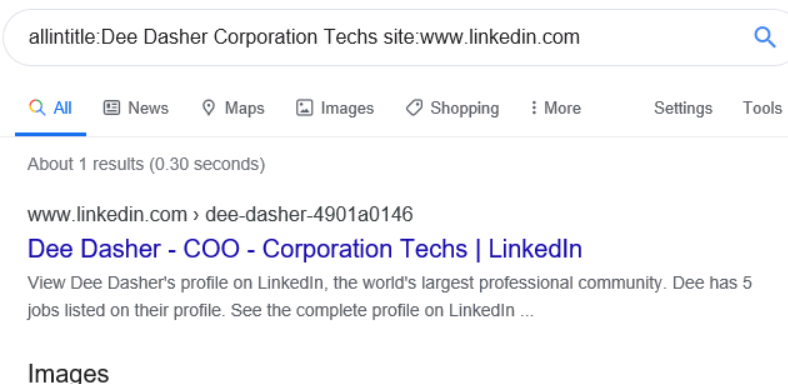 allintitle:Dee Dasher Corporation Techs site:www.linkedin.com
All News Maps Images Shopping More Settings Tools
About 1 results (0.30 seconds)
www.linkedin.com › dee-dasher-4901a0146
Dee Dasher - COO - Corporation Techs | LinkedIn
View Dee Dasher's profile on LinkedIn, the world's largest professional community. Dee has 5
jobs listed on their profile. See the complete profile on LinkedIn ...
Images